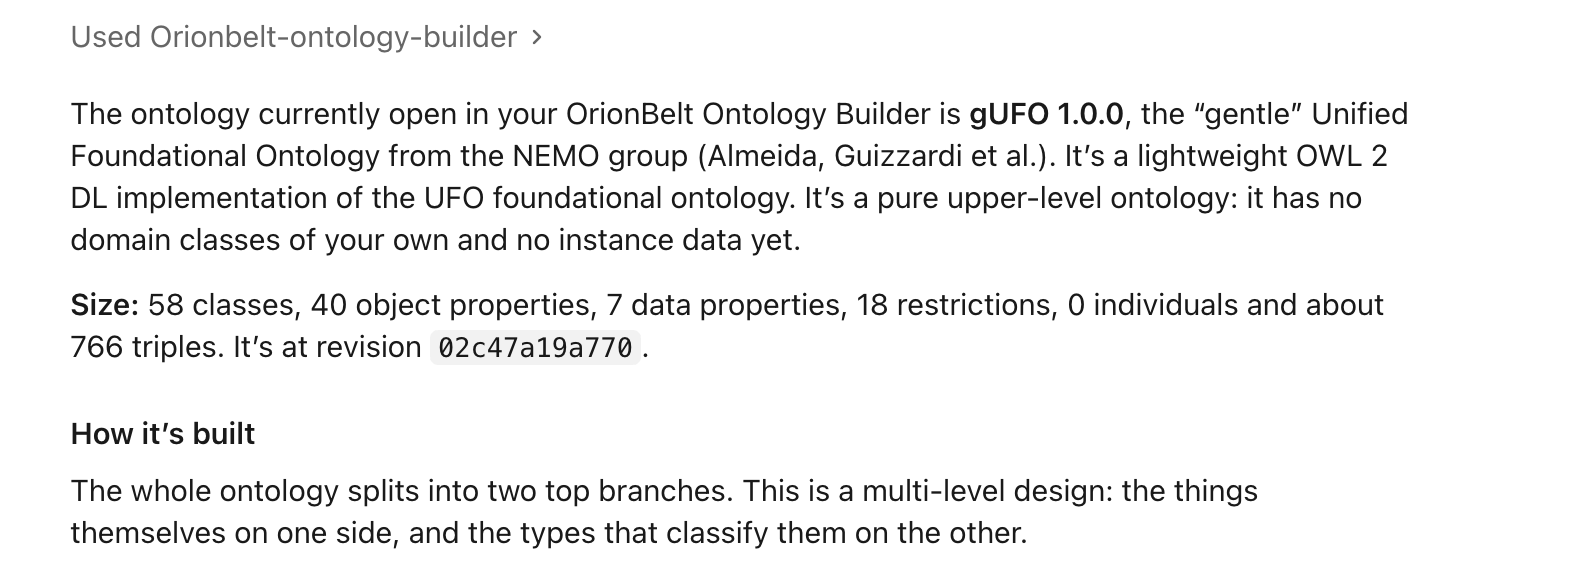 Used Orionbelt-ontology-builder >
The ontology currently open in your OrionBelt Ontology Builder is gUFO 1.0.0, the “gentle” Unified
Foundational Ontology from the NEMO group (Almeida, Guizzardi et al.). It’s a lightweight OWL 2
DL implementation of the UFO foundational ontology. It’s a pure upper-level ontology: it has no
domain classes of your own and no instance data yet.
Size: 58 classes, 40 object properties, 7 data properties, 18 restrictions, 0 individuals and about
766 triples. It’s at revision 02c47a19a770.
How it’s built
The whole ontology splits into two top branches. This is a multi-level design: the things
themselves on one side, and the types that classify them on the other.